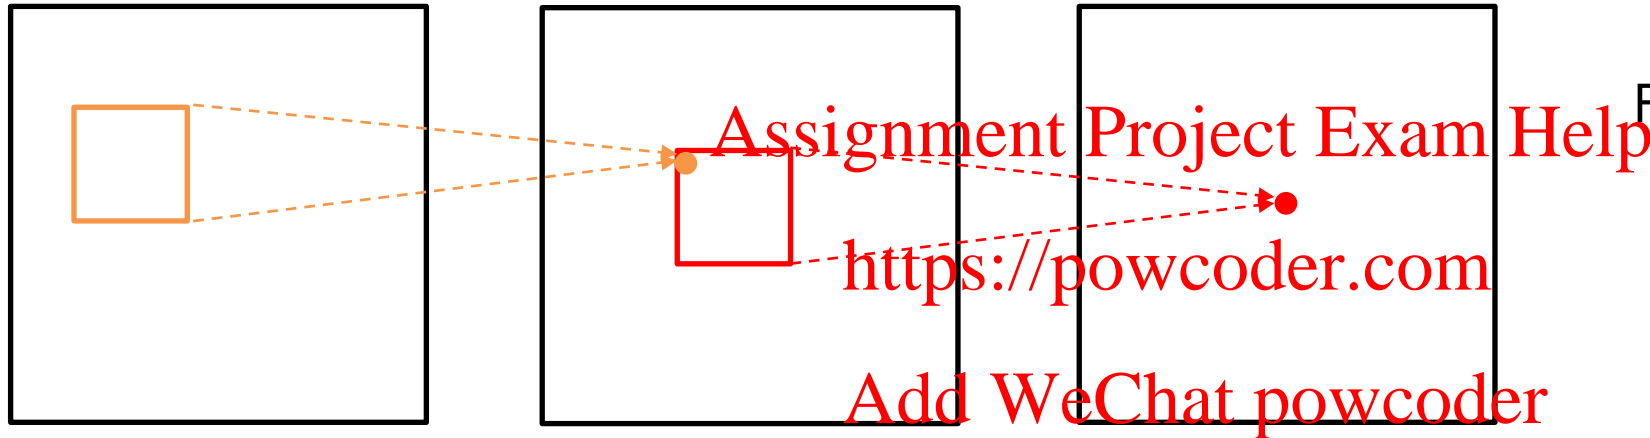 Assignment Project Exam Help
https://powcoder.com
Add WeChat powcoder